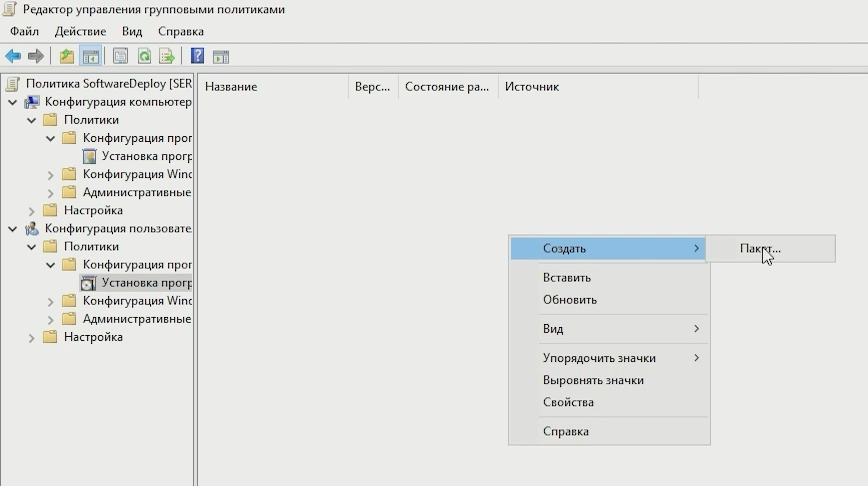 Редактор управления групповыми политиками
Файл Действие Вид Справка
Политика SoftwareDeploy [SER
Конфигурация компьютер
Политики
Конфигурация прог
Установка прогр
Конфигурация Winc
Административные
Настройка
Конфигурация пользовате.
Политики
Конфигурация прог
Установка прогр
Конфигурация Winc
Административные
Настройка
Название Верс... Состояние ра... Источник
Создать
Вставить
Обновить
Вид
Упорядочить значки
Выровнять значки
Свойства
Справка
Пакет...